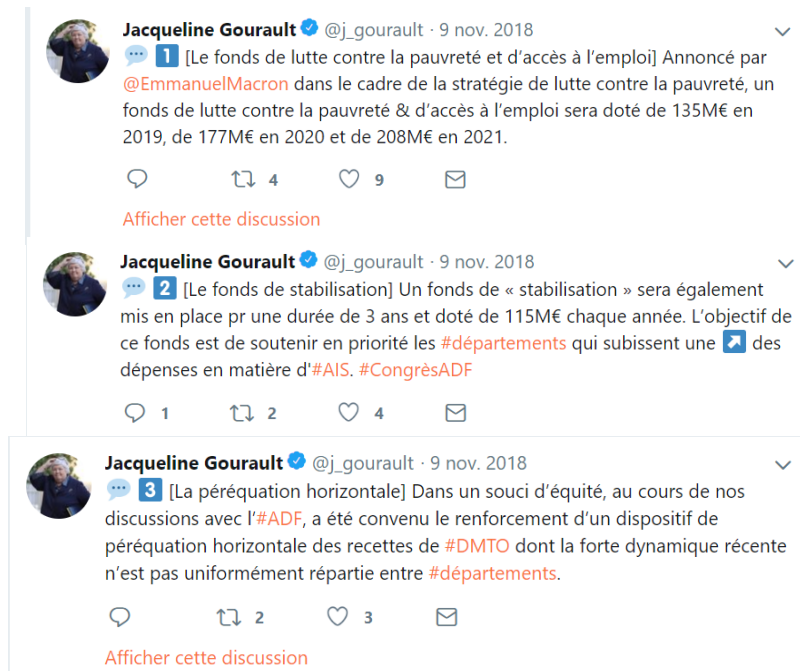 Jacqueline Gourault @j_gourault · 9 nov. 2018
💬 1️⃣ [Le fonds de lutte contre la pauvreté et d’accès à l’emploi] Annoncé par
@EmmanuelMacron dans le cadre de la stratégie de lutte contre la pauvreté, un
fonds de lutte contre la pauvreté & d’accès à l’emploi sera doté de 135M€ en
2019, de 177M€ en 2020 et de 208M€ en 2021.
4 9
Afficher cette discussion
Jacqueline Gourault @j_gourault · 9 nov. 2018
💬 2️⃣ [Le fonds de stabilisation] Un fonds de « stabilisation » sera également
mis en place pr une durée de 3 ans et doté de 115M€ chaque année. L’objectif de
ce fonds est de soutenir en priorité les #départements qui subissent une ↗️ des
dépenses en matière d'#AIS. #CongrèsADF
1 2 4
Jacqueline Gourault @j_gourault · 9 nov. 2018
💬 3️⃣ [La péréquation horizontale] Dans un souci d’équité, au cours de nos
discussions avec l’#ADF, a été convenu le renforcement d’un dispositif de
péréquation horizontale des recettes de #DMTO dont la forte dynamique récente
n’est pas uniformément répartie entre #départements.
2 3
Afficher cette discussion